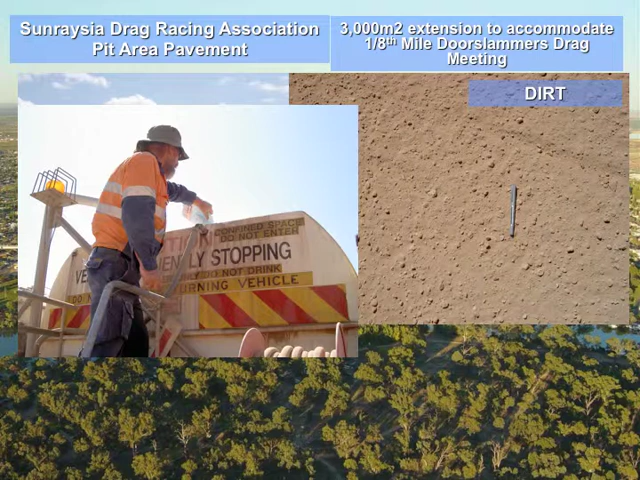 Sunraysia Drag Racing Association
Pit Area Pavement
3,000m2 extension to accommodate
1/8th Mile Doorslammers Drag
Meeting
DIRT
CONFINED SPACE
DO NOT ENTER
STOPPING
DO NOT DRINK
TURNING VEHICLE